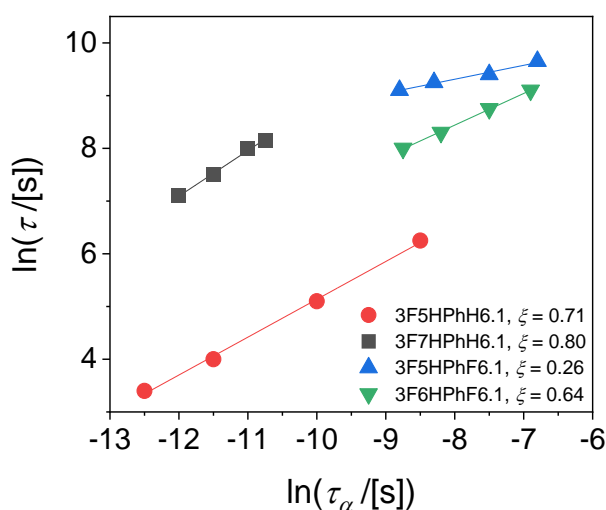 10
8
6
4
-13 -12 -11 -10 -9 -8 -7 -6
ln(τ /[s])
ln(τα /[s])
3F5HPhH6.1, ξ = 0.71
3F7HPhH6.1, ξ = 0.80
3F5HPhF6.1, ξ = 0.26
3F6HPhF6.1, ξ = 0.64